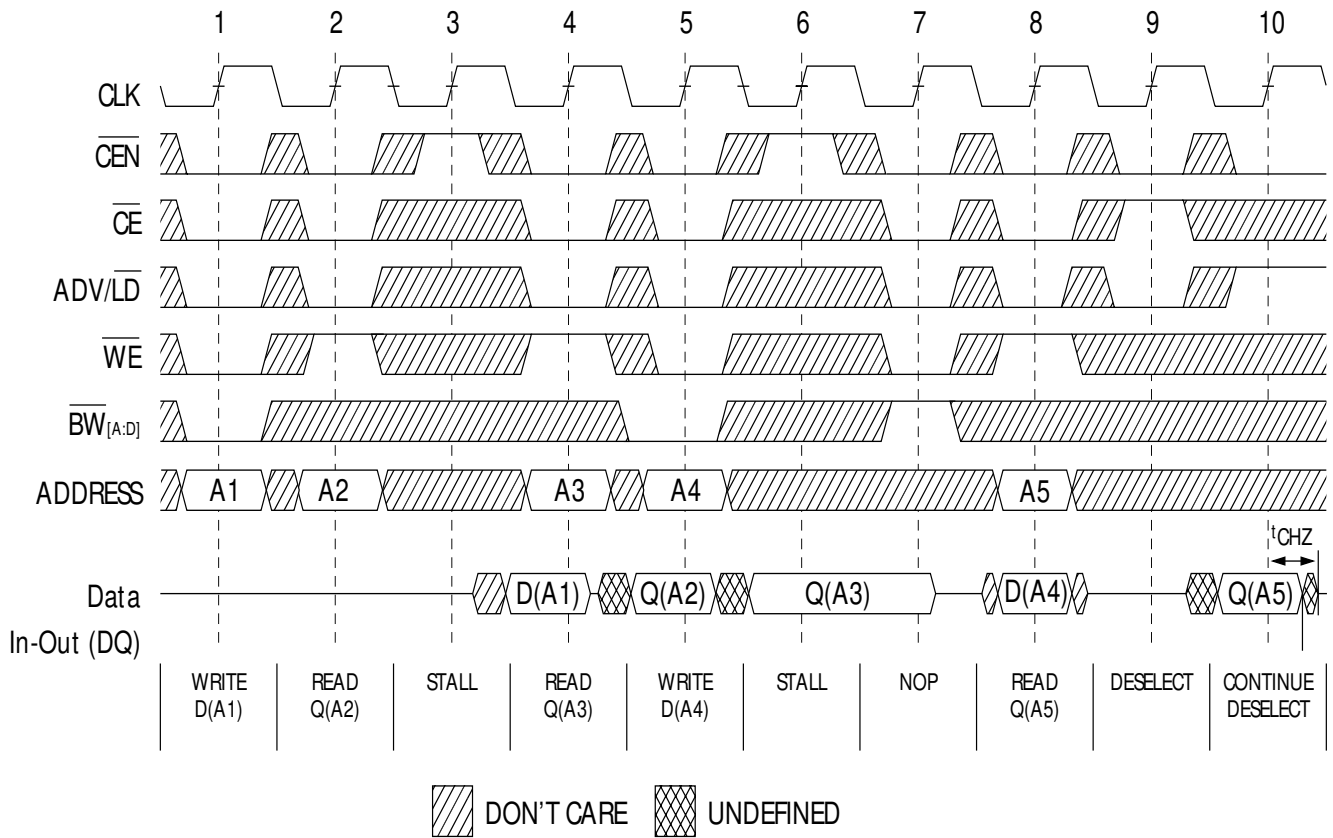 1 2 3 4 5 6 7 8 9 10
CLK
CEN
CE
ADV/LD
WE
BW[A:D]
ADDRESS A1 A2 A3 A4 A5
tCHZ
Data D(A1) Q(A2) Q(A3) D(A4) Q(A5)
In-Out (DQ)
WRITE READ STALL READ WRITE STALL NOP READ DESELECT CONTINUE
D(A1) Q(A2) Q(A3) D(A4) Q(A5) DESELECT
DON'T CARE UNDEFINED